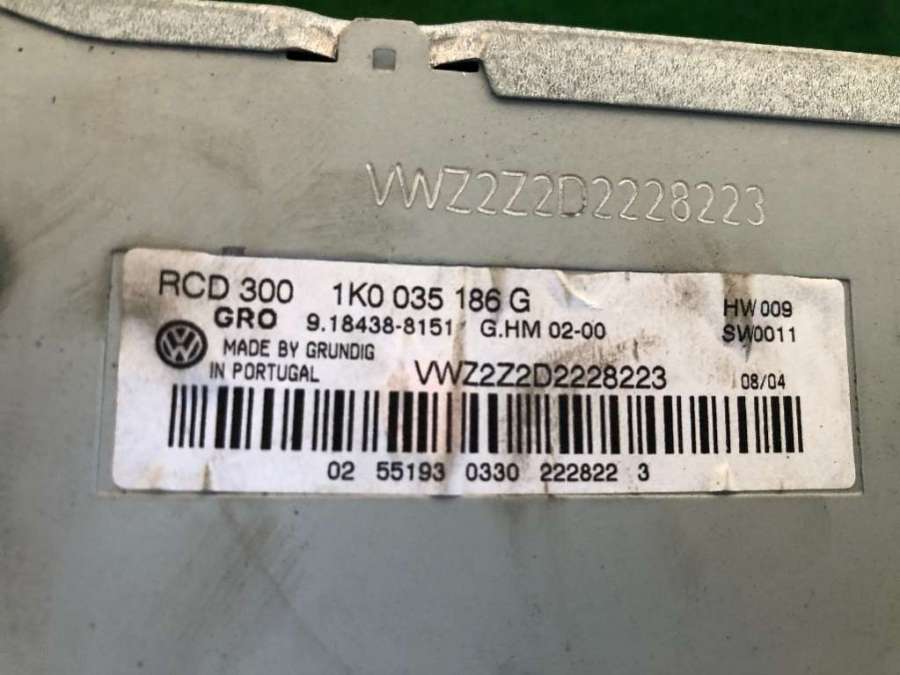 VWZ2Z2D2228223
RCD 300 1K0 035 186 G HW 009
GRO 9.18438-8151 G.HM 02-00 SW0011
MADE BY GRUNDIG
IN PORTUGAL VWZ2Z2D2228223 08/04
02 55193 0330 222822 3